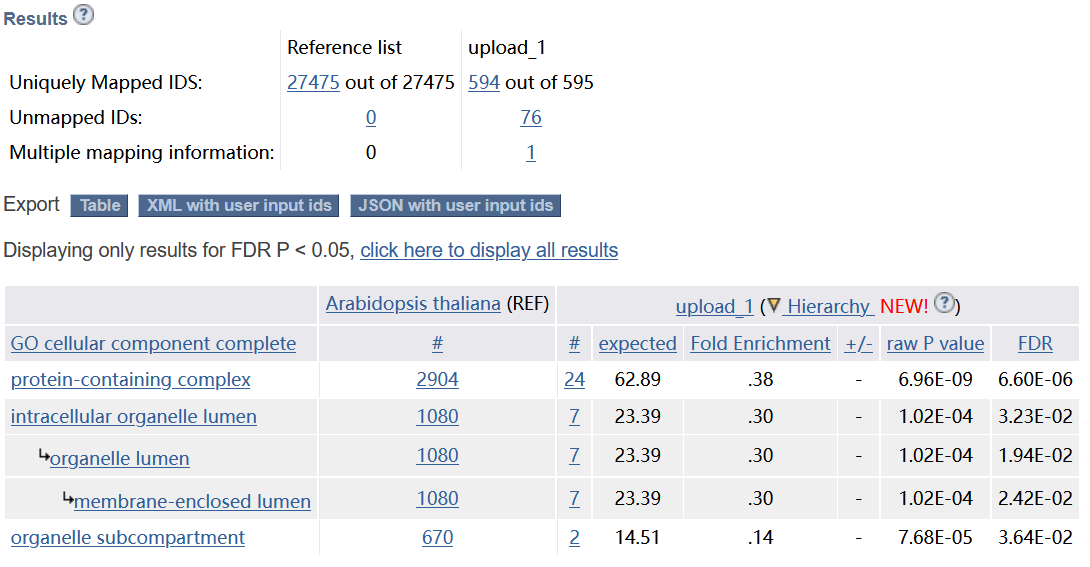 Results ?
Reference list upload_1
Uniquely Mapped IDS: 27475 out of 27475 594 out of 595
Unmapped IDs: 0 76
Multiple mapping information: 0 1
Export Table XML with user input ids JSON with user input ids
Displaying only results for FDR P < 0.05, click here to display all results
Arabidopsis thaliana (REF) upload_1 (▼ Hierarchy NEW! ?)
GO cellular component complete # # expected Fold Enrichment +/- raw P value FDR
protein-containing complex 2904 24 62.89 .38 - 6.96E-09 6.60E-06
intracellular organelle lumen 1080 7 23.39 .30 - 1.02E-04 3.23E-02
↳organelle lumen 1080 7 23.39 .30 - 1.02E-04 1.94E-02
↳membrane-enclosed lumen 1080 7 23.39 .30 - 1.02E-04 2.42E-02
organelle subcompartment 670 2 14.51 .14 - 7.68E-05 3.64E-02